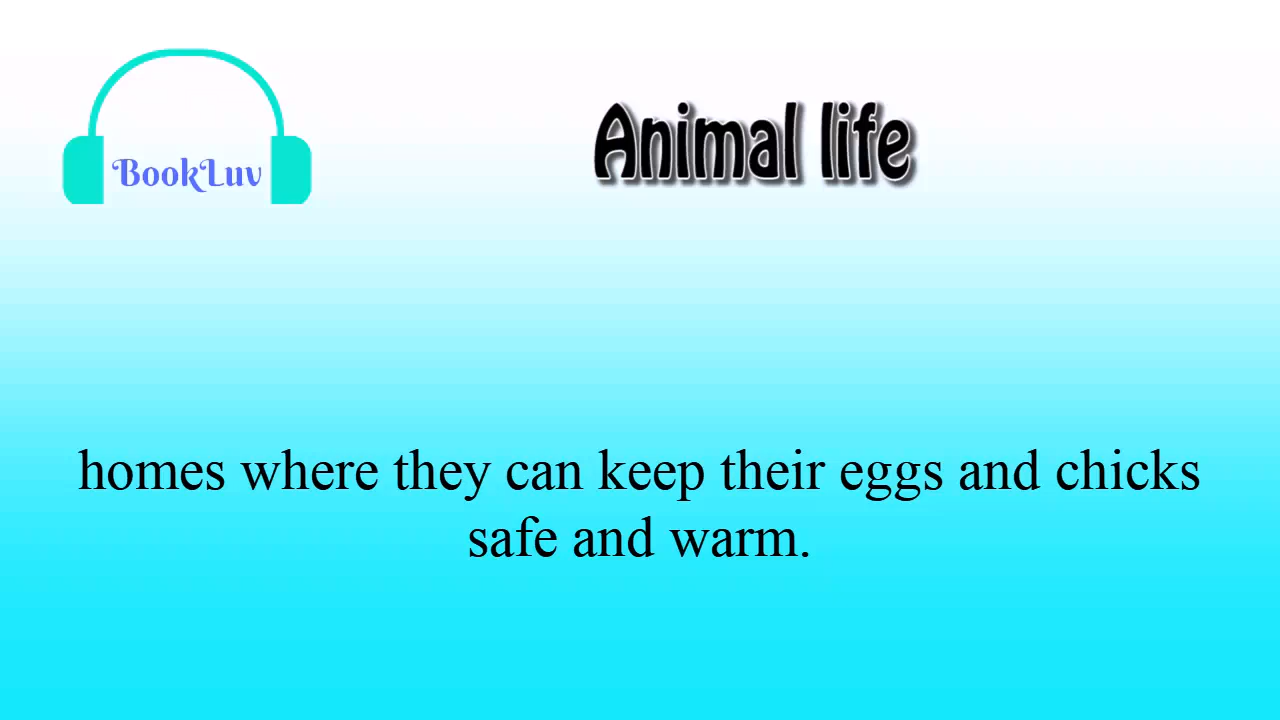 BookLuv
Animal life
homes where they can keep their eggs and chicks
safe and warm.